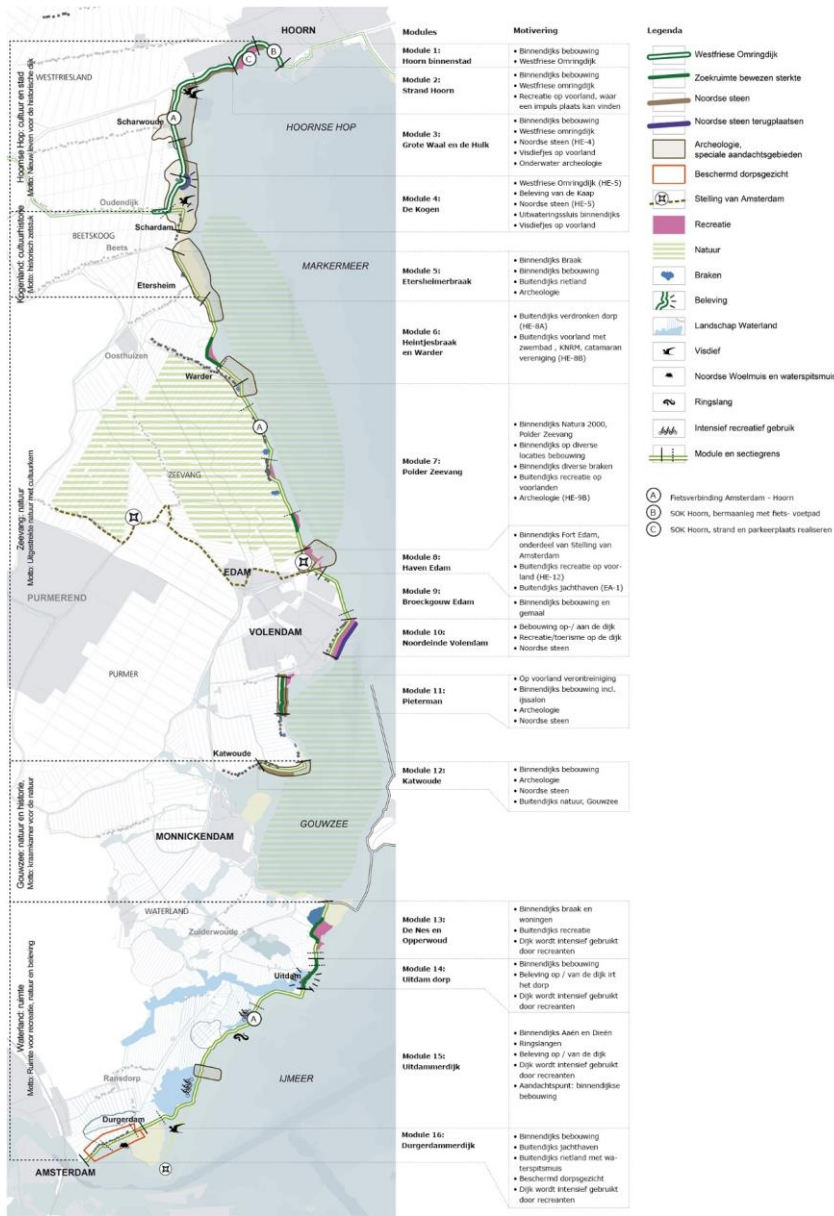 HOORN
B
C
WESTFRIESLAND
Scharwoude
A
HOORNSE HOP
Oudendijk
Schardam
BEETSKOOG
Beets
MARKERMEER
Etersheim
Oosthuizen
Warder
A
ZEEVANG
EDAM
PURMEREND
VOLENDAM
PURMER
Katwoude
GOUWZEE
MONNICKENDAM
WATERLAND
Zuiderwoude
Uitdam
A
Ransdorp
IJMEER
Durgerdam
AMSTERDAM
Hoornse Hop: cultuur en stad
Motto: Nieuw leven voor de historische dijk
Kogenland: cultuurhistorie
Motto: historisch zetstuk
Zeevang: natuur
Motto: Uitgestrekte natuur met cultuurkern
Gouwzee: natuur en historie,
Motto: kraamkamer voor de natuur
Waterland: ruimte
Motto: Ruimte voor recreatie, natuur en beleving
Modules
Motivering
Module 1:
Hoorn binnenstad
• Binnendijks bebouwing
• Westfriese Omringdijk
Module 2:
Strand Hoorn
• Binnendijks bebouwing
• Westfriese omringdijk
• Recreatie op voorland, waar
een impuls plaats kan vinden
Module 3:
Grote Waal en de Hulk
• Binnendijks bebouwing
• Westfriese omringdijk
• Noordse steen (HE-4)
• Visdiefjes op voorland
• Onderwater archeologie
Module 4:
De Kogen
• Westfriese Omringdijk (HE-5)
• Beleving van de Kaap
• Noordse steen (HE-5)
• Uitwateringssluis binnendijks
• Visdiefjes op voorland
Module 5:
Etersheimerbraak
• Binnendijks Braak
• Binnendijks bebouwing
• Buitendijks rietland
• Archeologie
Module 6:
Heintjesbraak
en Warder
• Buitendijks verdronken dorp
(HE-8A)
• Buitendijks voorland met
zwembad , KNRM, catamaran
vereniging (HE-8B)
Module 7:
Polder Zeevang
• Binnendijks Natura 2000,
Polder Zeevang
• Binnendijks op diverse
locaties bebouwing
• Binnendijks diverse braken
• Buitendijks recreatie op
voorlanden
• Archeologie (HE-9B)
Module 8:
Haven Edam
• Binnendijks Fort Edam,
onderdeel van Stelling van
Amsterdam
• Buitendijks recreatie op voor-
land (HE-12)
• Buitendijks jachthaven (EA-1)
Module 9:
Broeckgouw Edam
• Binnendijks bebouwing en
gemaal
Module 10:
Noordeinde Volendam
• Bebouwing op-/ aan de dijk
• Recreatie/toerisme op de dijk
• Noordse steen
Module 11:
Pieterman
• Op voorland verontreiniging
• Binnendijks bebouwing incl.
ijssalon
• Archeologie
• Noordse steen
Module 12:
Katwoude
• Binnendijks bebouwing
• Archeologie
• Noordse steen
• Buitendijks natuur, Gouwzee
Module 13:
De Nes en
Opperwoud
• Binnendijks braak en
woningen
• Buitendijks recreatie
• Dijk wordt intensief gebruikt
door recreanten
Module 14:
Uitdam dorp
• Binnendijks bebouwing
• Beleving op / van de dijk irt
het dorp
• Dijk wordt intensief gebruikt
door recreanten
Module 15:
Uitdammerdijk
• Binnendijks Aaën en Dieën
• Ringslangen
• Beleving op / van de dijk
• Dijk wordt intensief gebruikt
door recreanten
• Aandachtspunt: binnendijkse
bebouwing
Module 16:
Durgerdammerdijk
• Binnendijks bebouwing
• Buitendijks jachthaven
• Buitendijks rietland met wa-
terspitsmuis
• Beschermd dorpsgezicht
• Dijk wordt intensief gebruikt
door recreanten
Legenda
Westfriese Omringdijk
Zoekruimte bewezen sterkte
Noordse steen
Noordse steen terugplaatsen
Archeologie,
speciale aandachtsgebieden
Beschermd dorpsgezicht
Stelling van Amsterdam
Recreatie
Natuur
Braken
Beleving
Landschap Waterland
Visdief
Noordse Woelmuis en waterspitsmuis
Ringslang
Intensief recreatief gebruik
Module en sectiegrens
A Fietsverbinding Amsterdam - Hoorn
B SOK Hoorn, bermaanleg met fiets- voetpad
C SOK Hoorn, strand en parkeerplaats realiseren